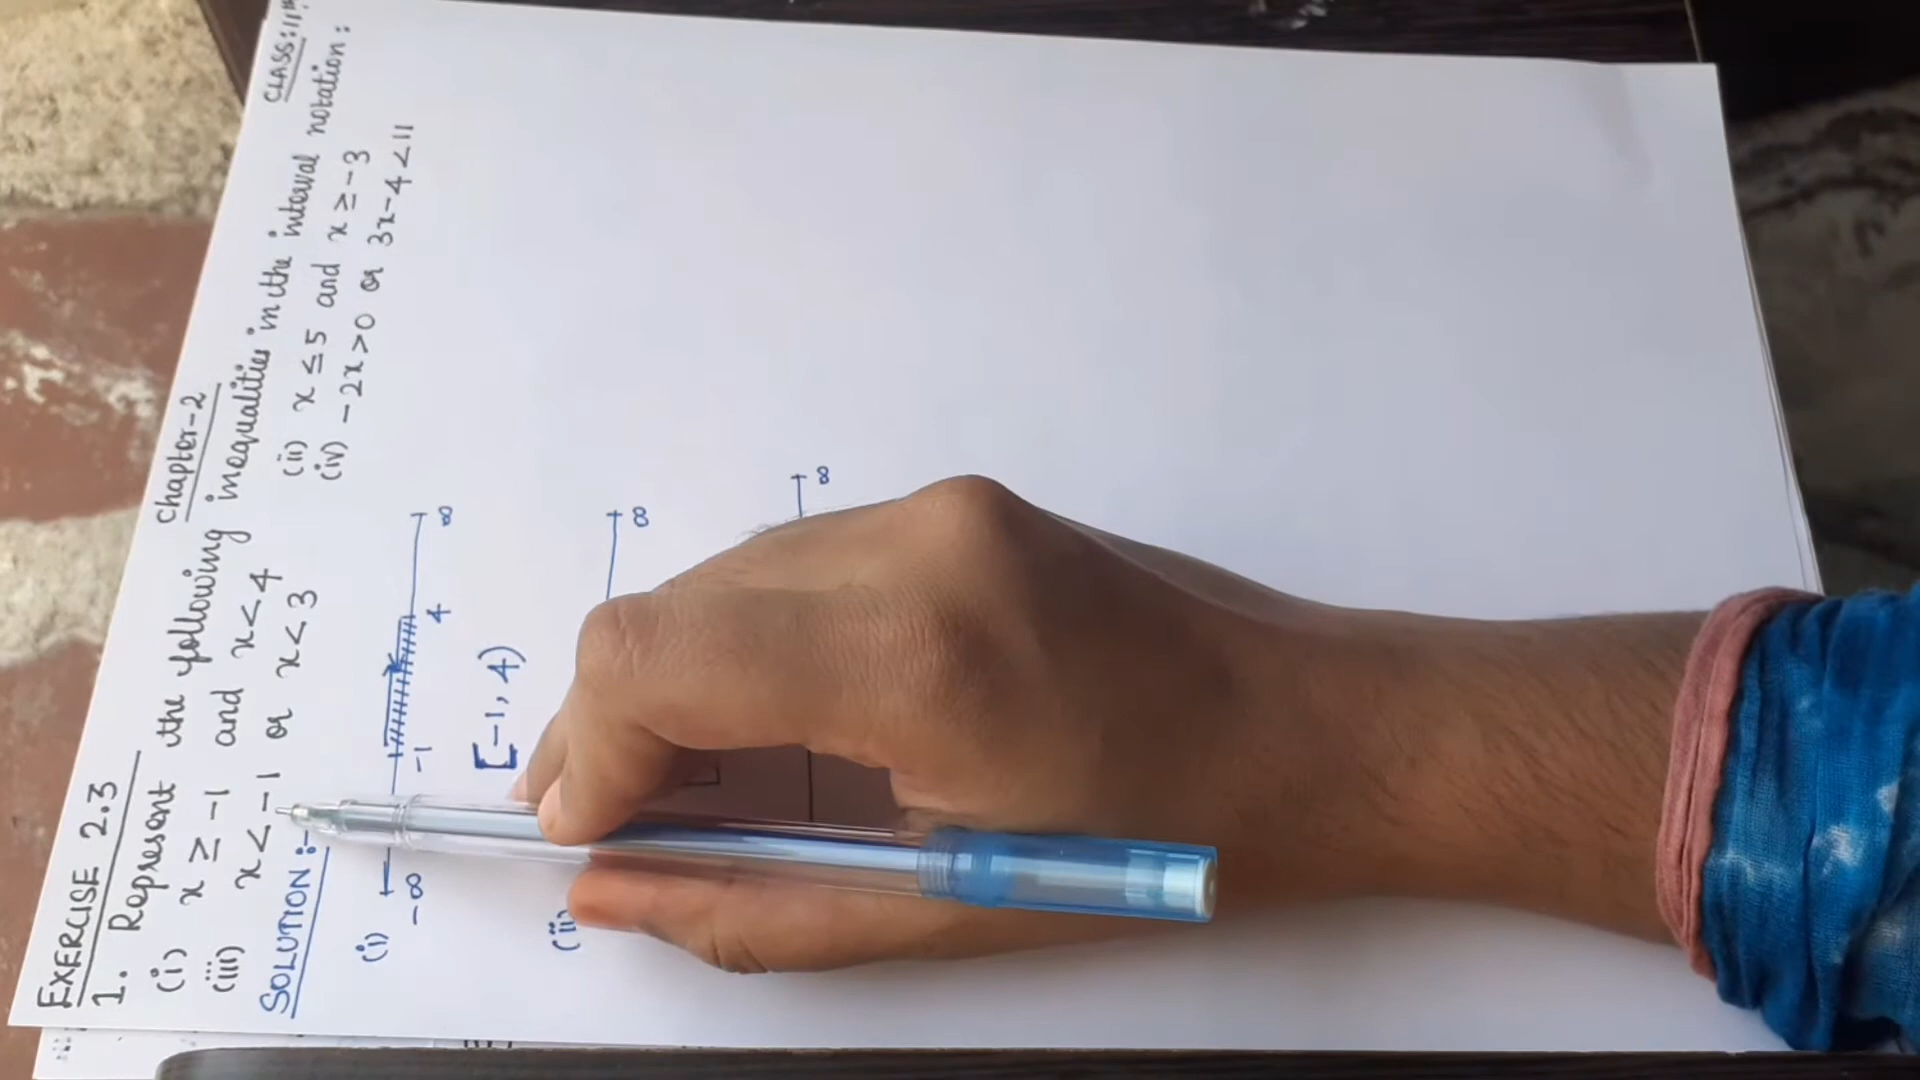 CLASS: 11th
Chapter-2
EXERCISE 2.3
1. Represent the following inequalities in the interval notation:
(i) x ≥ -1 and x < 4 (ii) x ≤ 5 and x ≥ -3
(iii) x < -1 or x < 3 (iv) -2x > 0 or 3x-4 < 11
SOLUTION :-
(i)
-∞ -1 4 ∞
[-1, 4)
(ii)
∞
∞